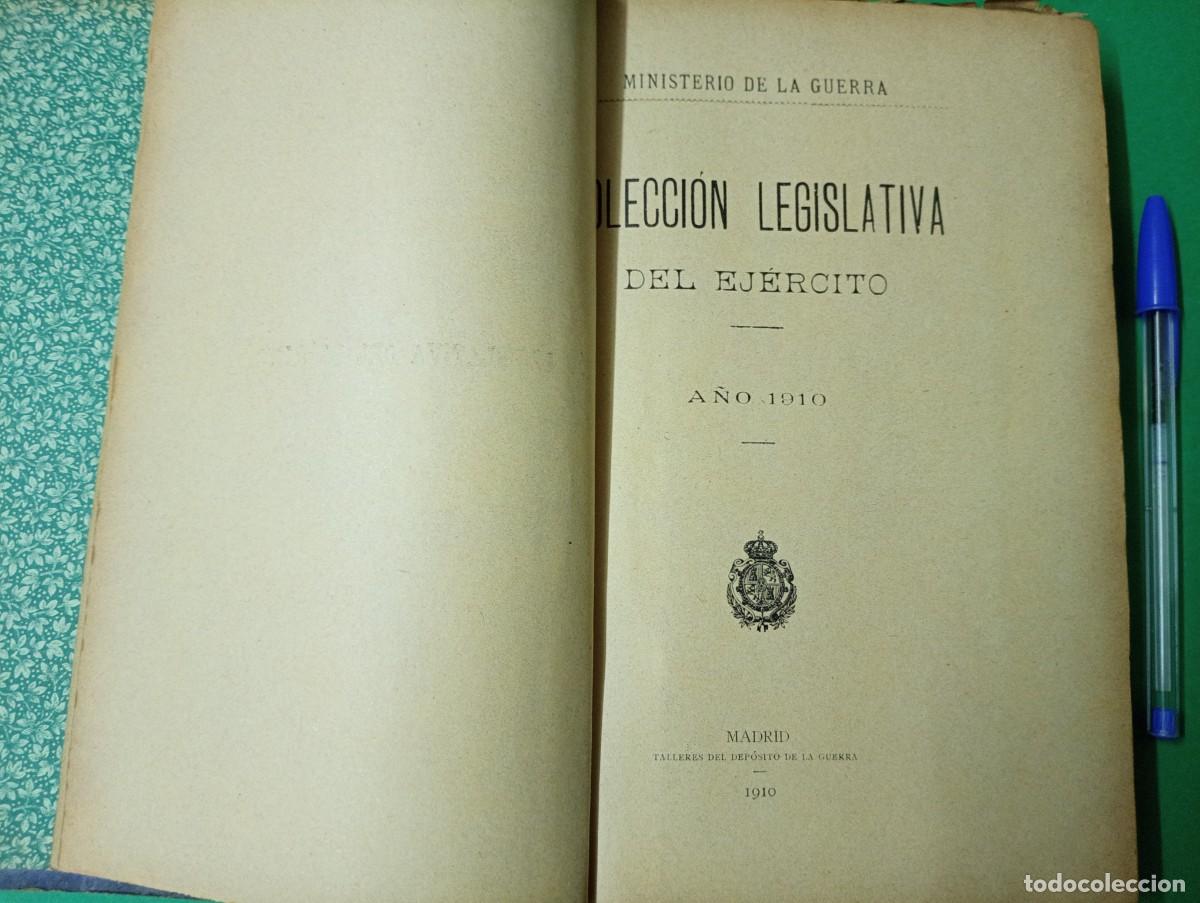 MINISTERIO DE LA GUERRA
OLECCIÓN LEGISLATIVA
DEL EJÉRCITO
AÑO 1910
MADRID
TALLERES DEL DEPÓSITO DE LA GUERRA
1910
todocoleccion